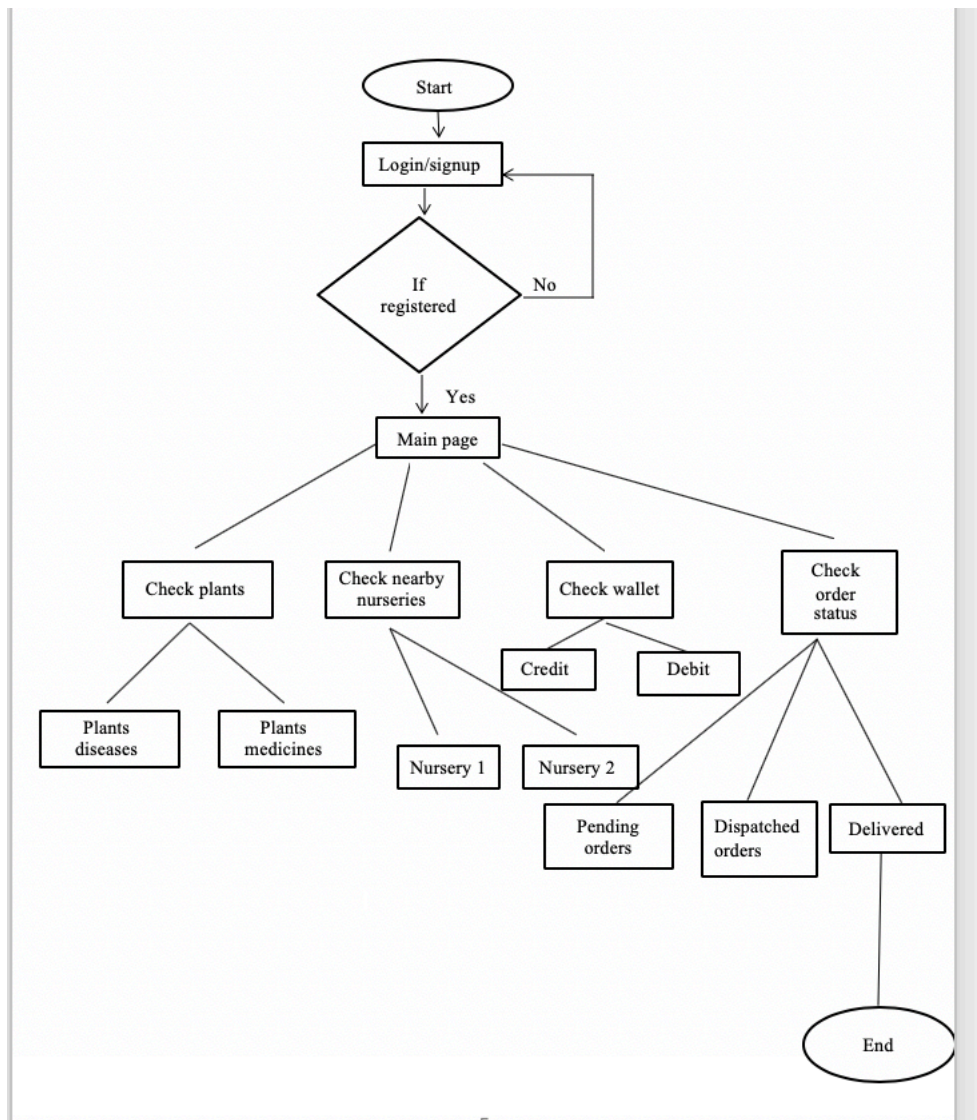 Start
Login/signup
If
registered
No
Yes
Main page
Check plants
Check nearby
nurseries
Check wallet
Check
order
status
Credit
Debit
Plants
diseases
Plants
medicines
Nursery 1
Nursery 2
Pending
orders
Dispatched
orders
Delivered
End